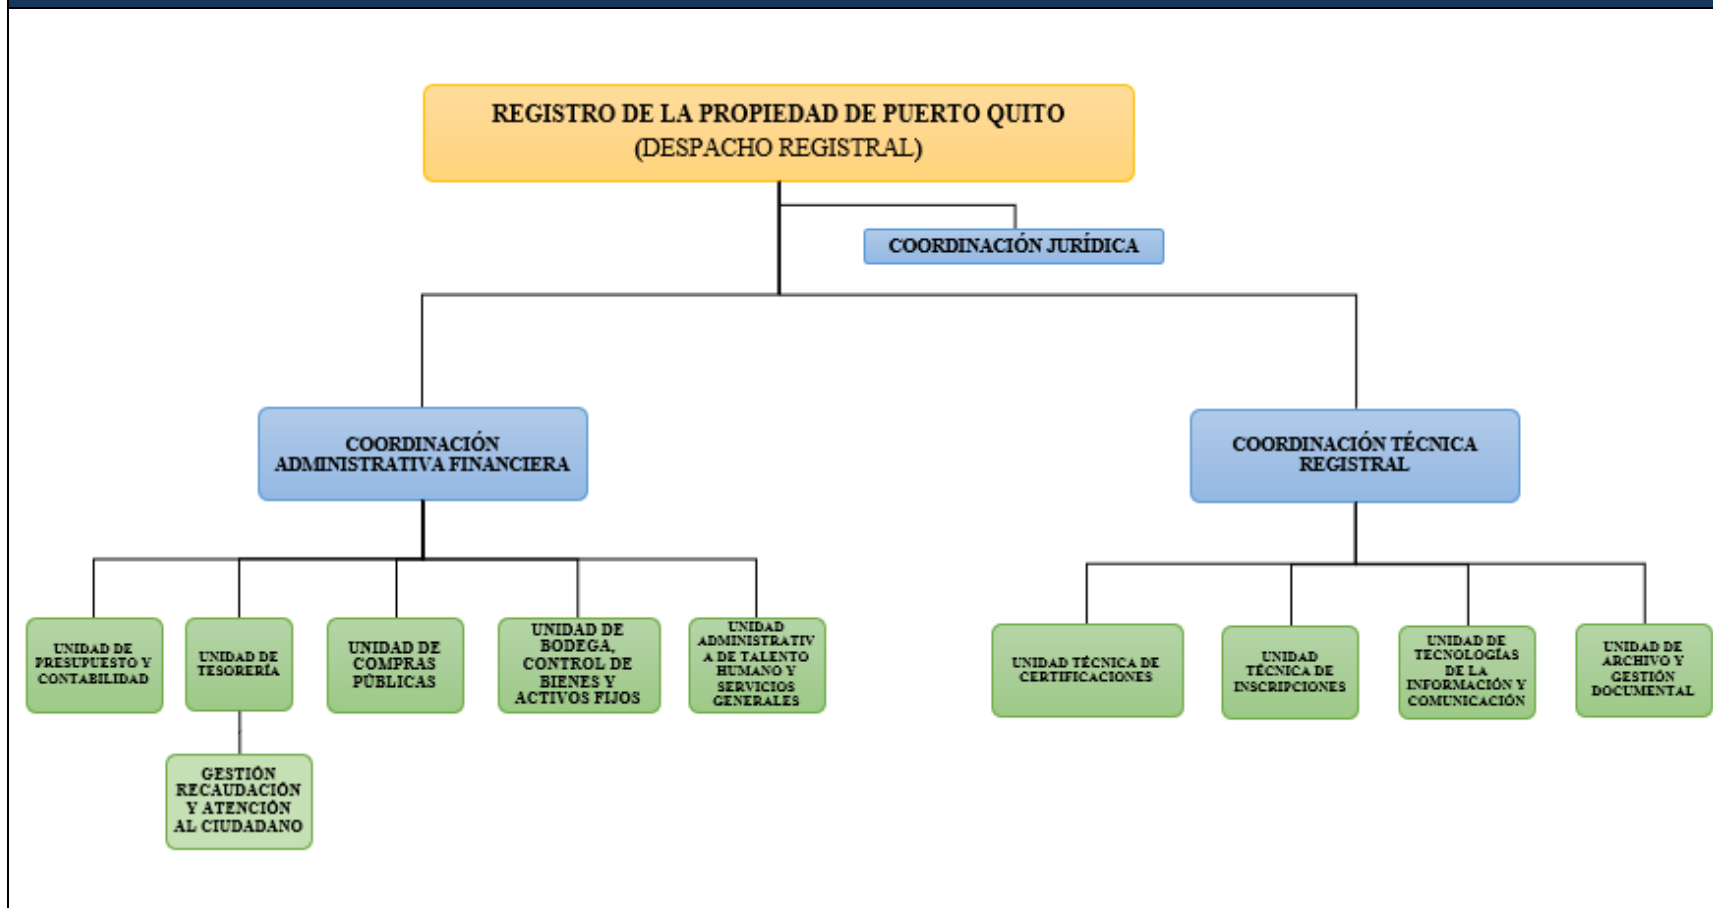 REGISTRO DE LA PROPIEDAD DE PUERTO QUITO
(DESPACHO REGISTRAL)
COORDINACIÓN JURÍDICA
COORDINACIÓN
ADMINISTRATIVA FINANCIERA
COORDINACIÓN TÉCNICA
REGISTRAL
UNIDAD DE
PRESUPUESTO Y
CONTABILIDAD
UNIDAD DE
TESORERÍA
UNIDAD DE
COMPRAS
PÚBLICAS
UNIDAD DE
BODEGA,
CONTROL DE
BIENES Y
ACTIVOS FIJOS
UNIDAD
ADMINISTRATIV
A DE TALENTO
HUMANO Y
SERVICIOS
GENERALES
UNIDAD TÉCNICA DE
CERTIFICACIONES
UNIDAD
TÉCNICA DE
INSCRIPCIONES
UNIDAD DE
TECNOLOGÍAS
DE LA
INFORMACIÓN Y
COMUNICACIÓN
UNIDAD DE
ARCHIVO Y
GESTIÓN
DOCUMENTAL
GESTIÓN
RECAUDACIÓN
Y ATENCIÓN
AL CIUDADANO